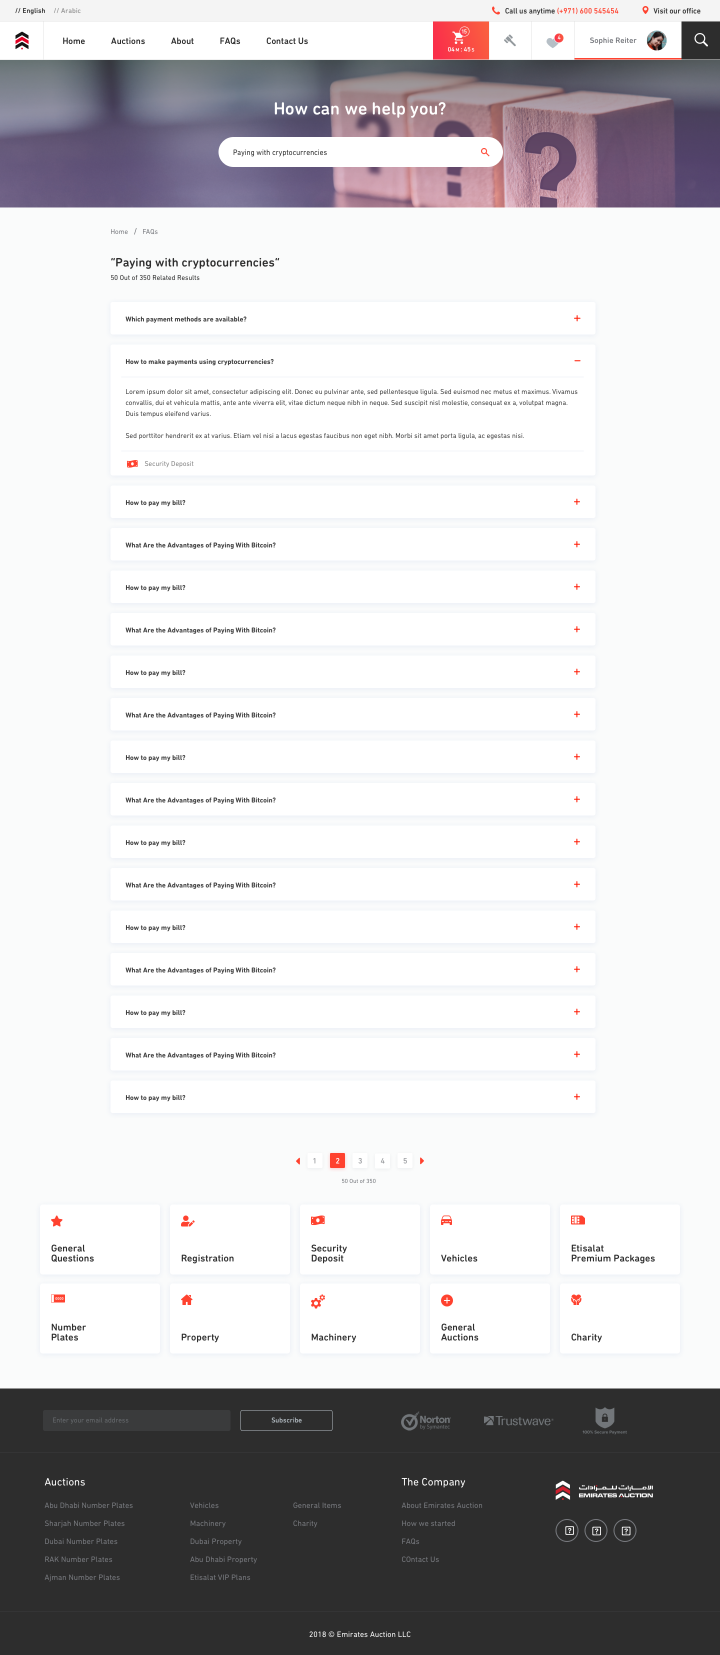 // English // Arabic
Call us anytime (+971) 600 545454 Visit our office
Home Auctions About FAQs Contact Us
04M : 45s
4
Sophie Reiter
How can we help you?
Paying with cryptocurrencies
Home / FAQs
"Paying with cryptocurrencies"
50 Out of 350 Related Results
Which payment methods are available?
How to make payments using cryptocurrencies?
Lorem ipsum dolor sit amet, consectetur adipiscing elit. Donec eu pulvinar ante, sed pellentesque ligula. Sed euismod nec metus et maximus. Vivamus
convallis, dui et vehicula mattis, ante ante viverra elit, vitae dictum neque nibh in neque. Sed suscipit nisl molestie, consequat ex a, volutpat magna.
Duis tempus eleifend varius.
Sed porttitor hendrerit ex at varius. Etiam vel nisi a lacus egestas faucibus non eget nibh. Morbi sit amet porta ligula, ac egestas nisi.
Security Deposit
How to pay my bill?
What Are the Advantages of Paying With Bitcoin?
How to pay my bill?
What Are the Advantages of Paying With Bitcoin?
How to pay my bill?
What Are the Advantages of Paying With Bitcoin?
How to pay my bill?
What Are the Advantages of Paying With Bitcoin?
How to pay my bill?
What Are the Advantages of Paying With Bitcoin?
How to pay my bill?
What Are the Advantages of Paying With Bitcoin?
How to pay my bill?
What Are the Advantages of Paying With Bitcoin?
How to pay my bill?
1 2 3 4 5
50 Out of 350
General
Questions
Registration
Security
Deposit
Vehicles
Etisalat
Premium Packages
Number
Plates
Property
Machinery
General
Auctions
Charity
Enter your email address
Subscribe
Norton
by Symantec
Trustwave
100% Secure Payment
Auctions
Abu Dhabi Number Plates
Sharjah Number Plates
Dubai Number Plates
RAK Number Plates
Ajman Number Plates
Vehicles
Machinery
Dubai Property
Abu Dhabi Property
Etisalat VIP Plans
General Items
Charity
The Company
About Emirates Auction
How we started
FAQs
COntact Us
الإمارات للمزادات
EMIRATES AUCTION
2018 © Emirates Auction LLC